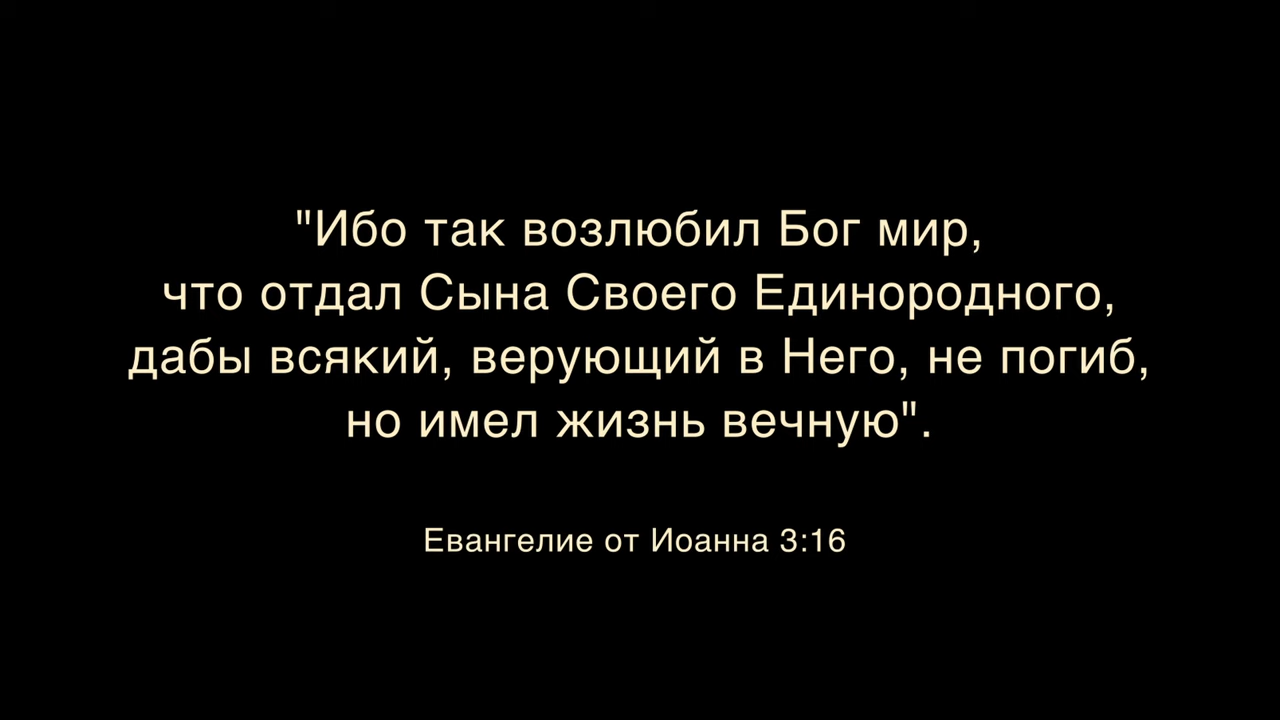 "Ибо так возлюбил Бог мир,
что отдал Сына Своего Единородного,
дабы всякий, верующий в Него, не погиб,
но имел жизнь вечную".
Евангелие от Иоанна 3:16